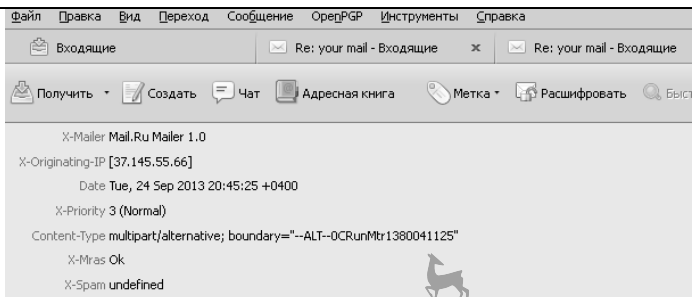 Файл Правка Вид Переход Сообщение OpenPGP Инструменты Справка
Входящие Re: your mail - Входящие × Re: your mail - Входящие
Получить Создать Чат Адресная книга Метка Расшифровать Быст
X-Mailer Mail.Ru Mailer 1.0
X-Originating-IP [37.145.55.66]
Date Tue, 24 Sep 2013 20:45:25 +0400
X-Priority 3 (Normal)
Content-Type multipart/alternative; boundary="--ALT--0CRunMtr1380041125"
X-Mras Ok
X-Spam undefined